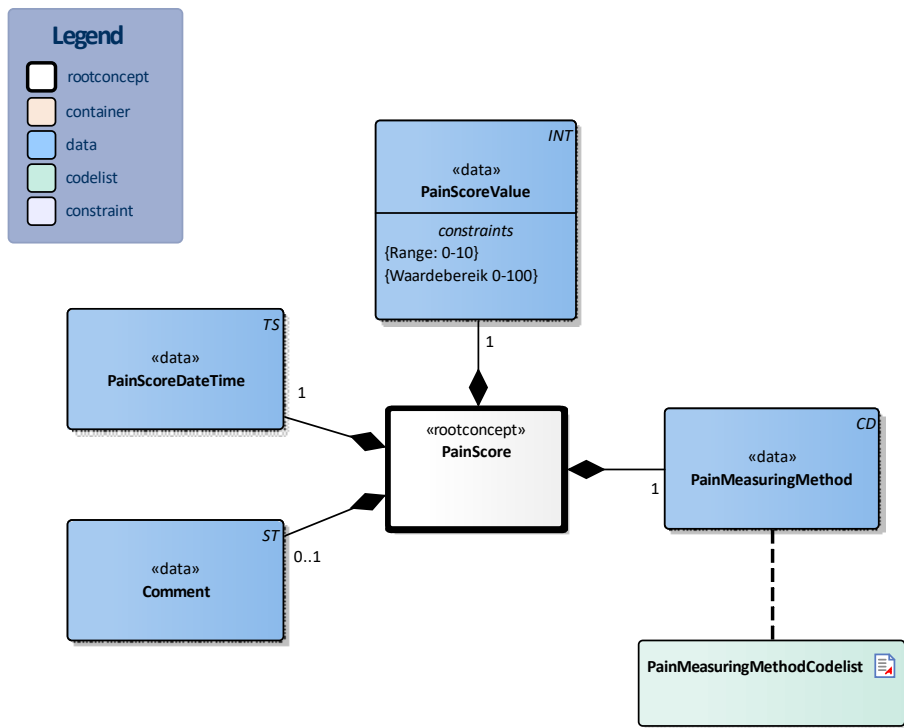 Legend
rootconcept
container
data
codelist
constraint
INT
«data»
PainScoreValue
constraints
{Range: 0-10}
{Waardebereik 0-100}
1
TS
«data»
PainScoreDateTime
1
«rootconcept»
PainScore
CD
«data»
PainMeasuringMethod
1
ST
«data»
Comment
0..1
PainMeasuringMethodCodelist